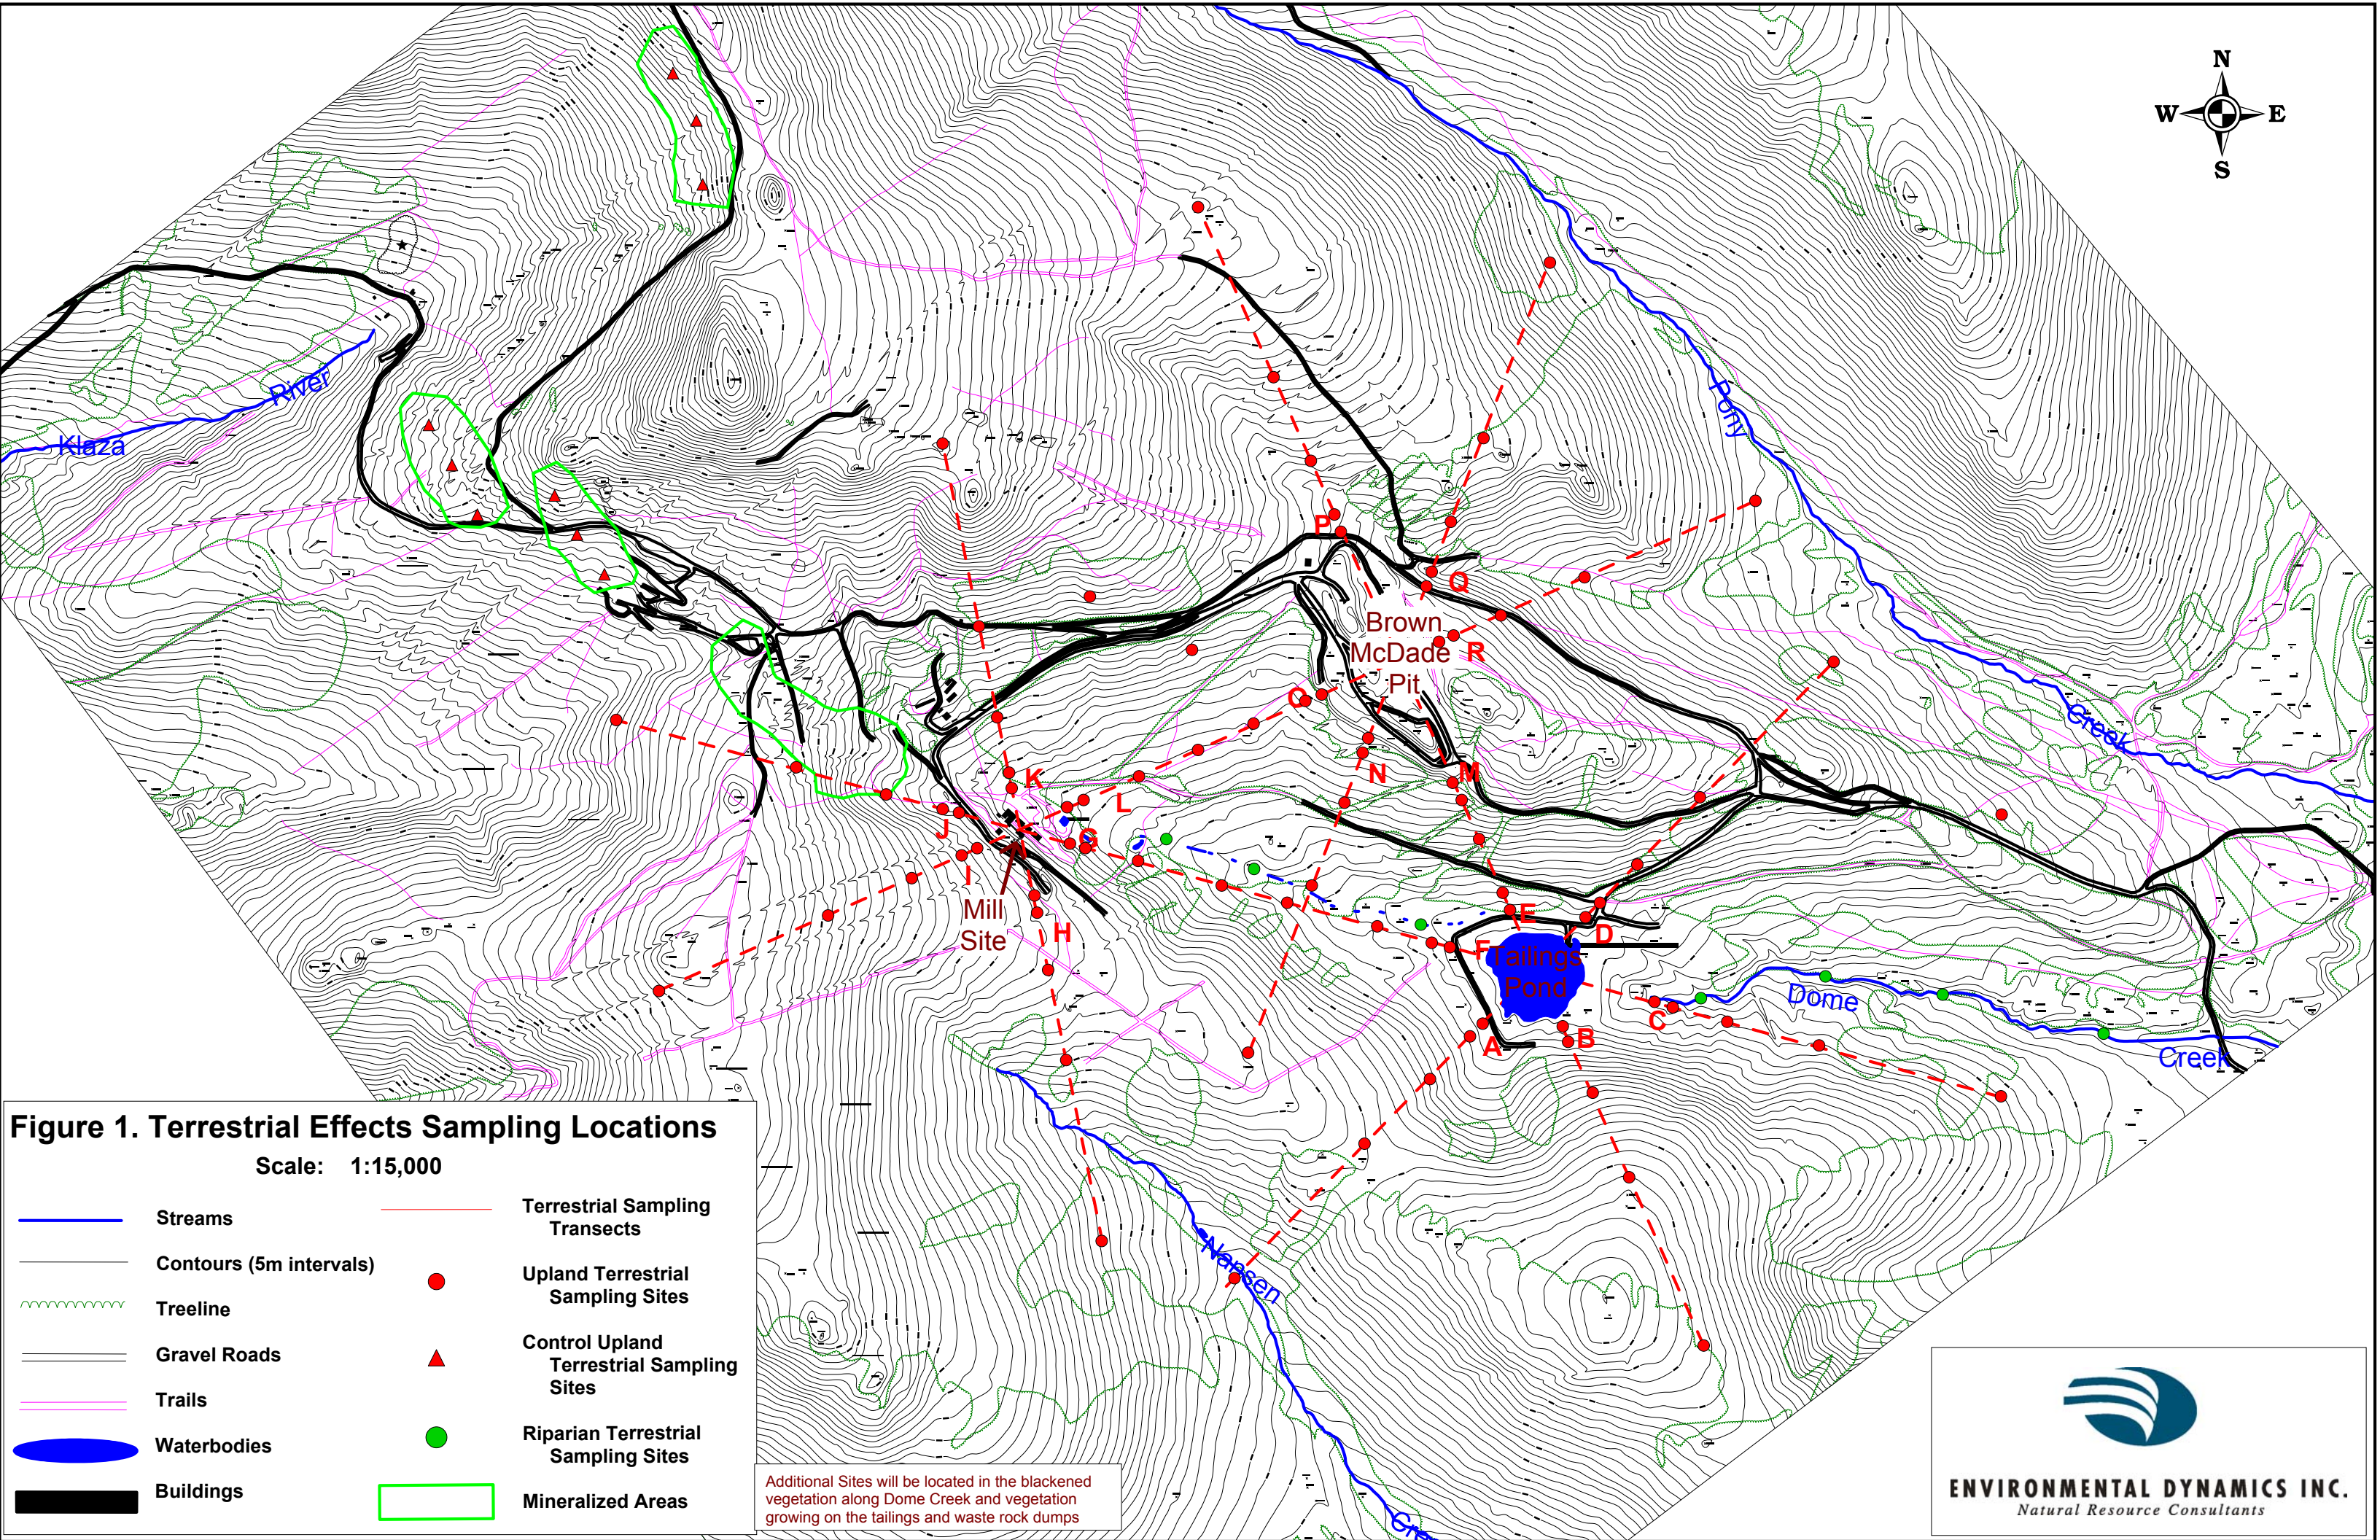 N
W E
S
River
Klaza
Pony
Creek
P
Q
Brown
McDade
Pit
R
O
N
M
K
L
J
G
I
Mill
Site
H
E
D
F
Tailings
Pond
A
B
C
Dome
Creek
Nansen
Cre
Figure 1. Terrestrial Effects Sampling Locations
Scale: 1:15,000
Streams
Contours (5m intervals)
Treeline
Gravel Roads
Trails
Waterbodies
Buildings
Terrestrial Sampling
Transects
Upland Terrestrial
Sampling Sites
Control Upland
Terrestrial Sampling
Sites
Riparian Terrestrial
Sampling Sites
Mineralized Areas
Additional Sites will be located in the blackened
vegetation along Dome Creek and vegetation
growing on the tailings and waste rock dumps
ENVIRONMENTAL DYNAMICS INC.
Natural Resource Consultants